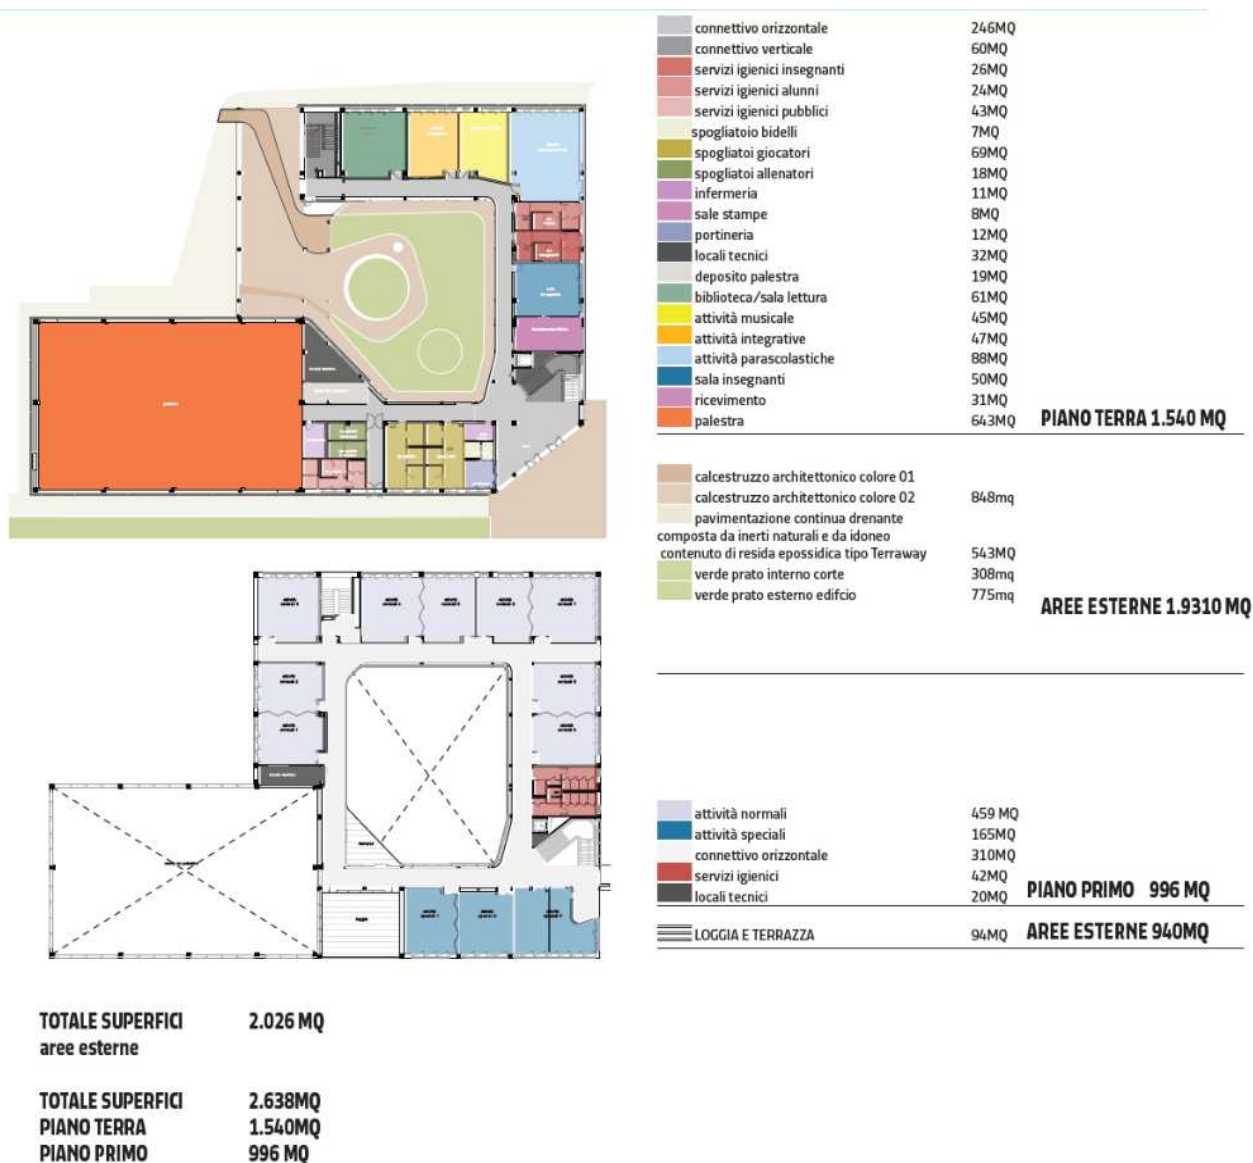 connettivo orizzontale 246MQ
connettivo verticale 60MQ
servizi igienici insegnanti 26MQ
servizi igienici alunni 24MQ
servizi igienici pubblici 43MQ
spogliatoio bidelli 7MQ
spogliatoi giocatori 69MQ
spogliatoi allenatori 18MQ
infermeria 11MQ
sale stampe 8MQ
portineria 12MQ
locali tecnici 32MQ
deposito palestra 19MQ
biblioteca/sala lettura 61MQ
attività musicale 45MQ
attività integrative 47MQ
attività parascolastiche 88MQ
sala insegnanti 50MQ
ricevimento 31MQ
palestra 643MQ PIANO TERRA 1.540 MQ
calcestruzzo architettonico colore 01
calcestruzzo architettonico colore 02 848mq
pavimentazione continua drenante
composta da inerti naturali e da idoneo
contenuto di resida epossidica tipo Terraway 543MQ
verde prato interno corte 308mq
verde prato esterno edifcio 775mq
AREE ESTERNE 1.9310 MQ
attività normali 459 MQ
attività speciali 165MQ
connettivo orizzontale 310MQ
servizi igienici 42MQ
locali tecnici 20MQ PIANO PRIMO 996 MQ
LOGGIA E TERRAZZA 94MQ AREE ESTERNE 940MQ
TOTALE SUPERFICI 2.026 MQ
aree esterne
TOTALE SUPERFICI 2.638MQ
PIANO TERRA 1.540MQ
PIANO PRIMO 996 MQ